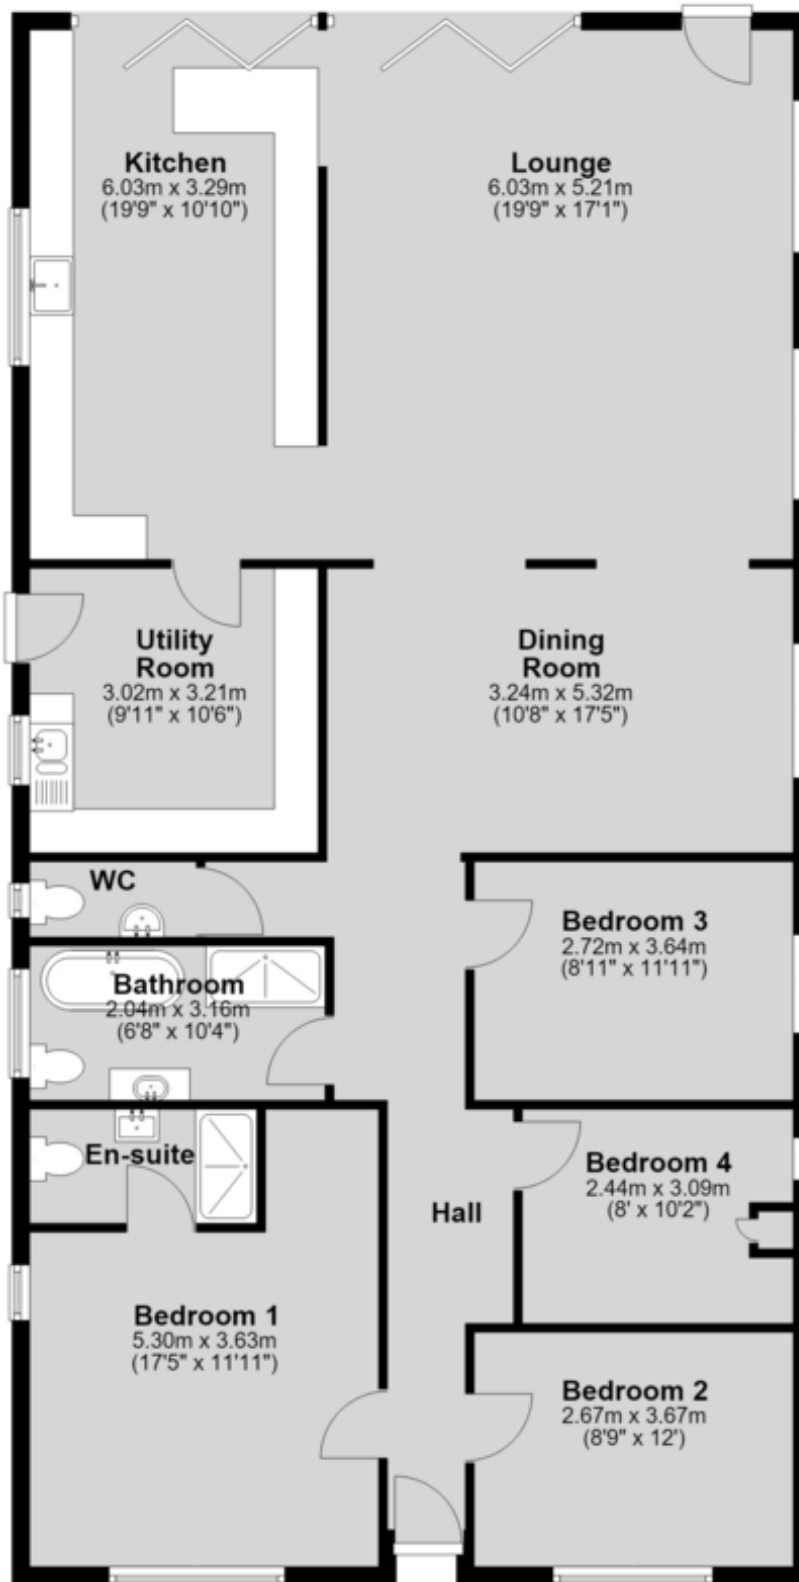 Kitchen
6.03m x 3.29m
(19'9" x 10'10")
Lounge
6.03m x 5.21m
(19'9" x 17'1")
Utility
Room
3.02m x 3.21m
(9'11" x 10'6")
Dining
Room
3.24m x 5.32m
(10'8" x 17'5")
WC
Bedroom 3
2.72m x 3.64m
(8'11" x 11'11")
Bathroom
2.04m x 3.16m
(6'8" x 10'4")
En-suite
Bedroom 4
2.44m x 3.09m
(8' x 10'2")
Hall
Bedroom 1
5.30m x 3.63m
(17'5" x 11'11")
Bedroom 2
2.67m x 3.67m
(8'9" x 12')